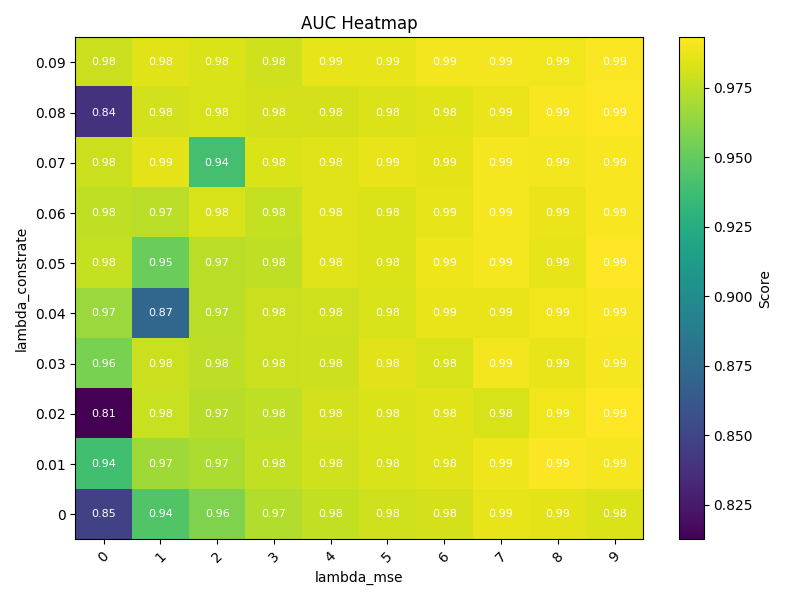 AUC Heatmap
0.09 0.98 0.98 0.98 0.98 0.99 0.99 0.99 0.99 0.99 0.99
0.08 0.84 0.98 0.98 0.98 0.98 0.98 0.98 0.99 0.99 0.99
0.07 0.98 0.99 0.94 0.98 0.98 0.99 0.99 0.99 0.99 0.99
0.06 0.98 0.97 0.98 0.98 0.98 0.98 0.99 0.99 0.99 0.99
0.05 0.98 0.95 0.97 0.98 0.98 0.98 0.99 0.99 0.99 0.99
0.04 0.97 0.87 0.97 0.98 0.98 0.98 0.99 0.99 0.99 0.99
0.03 0.96 0.98 0.98 0.98 0.98 0.98 0.98 0.99 0.99 0.99
0.02 0.81 0.98 0.97 0.98 0.98 0.98 0.98 0.98 0.99 0.99
0.01 0.94 0.97 0.97 0.98 0.98 0.98 0.98 0.99 0.99 0.99
0 0.85 0.94 0.96 0.97 0.98 0.98 0.98 0.99 0.99 0.98
0 1 2 3 4 5 6 7 8 9
lambda_mse
lambda_constrate
0.975
0.950
0.925
0.900
0.875
0.850
0.825
Score